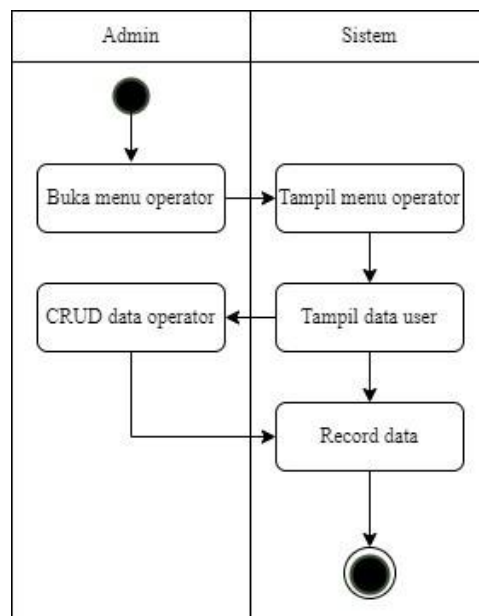 Admin
Sistem
Buka menu operator
Tampil menu operator
CRUD data operator
Tampil data user
Record data